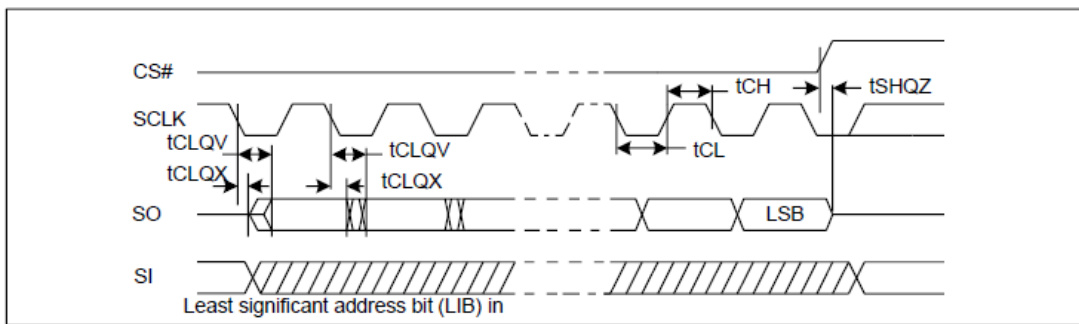 CS#
tCH
tSHQZ
SCLK
tCLQV
tCLQV
tCL
tCLQX
tCLQX
SO
LSB
SI
Least significant address bit (LIB) in